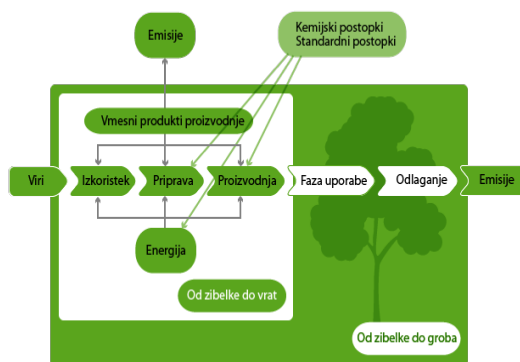 Emisije
Kemijski postopki
Standardni postopki
Vmesni produkti proizvodnje
Viri
Izkoristek
Priprava
Proizvodnja
Faza uporabe
Odlaganje
Emisije
Energija
Od zibelke do vrat
Od zibelke do groba